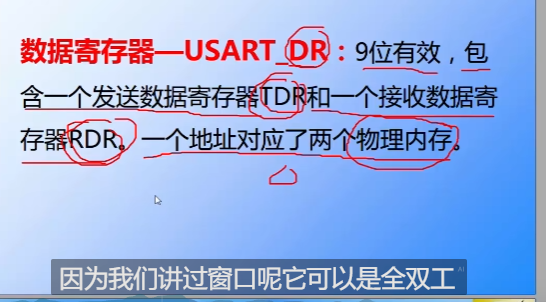 数据寄存器—USART_DR：9位有效，包
含一个发送数据寄存器TDR和一个接收数据寄
存器RDR。一个地址对应了两个物理内存。
因为我们讲过窗口呢它可以是全双工